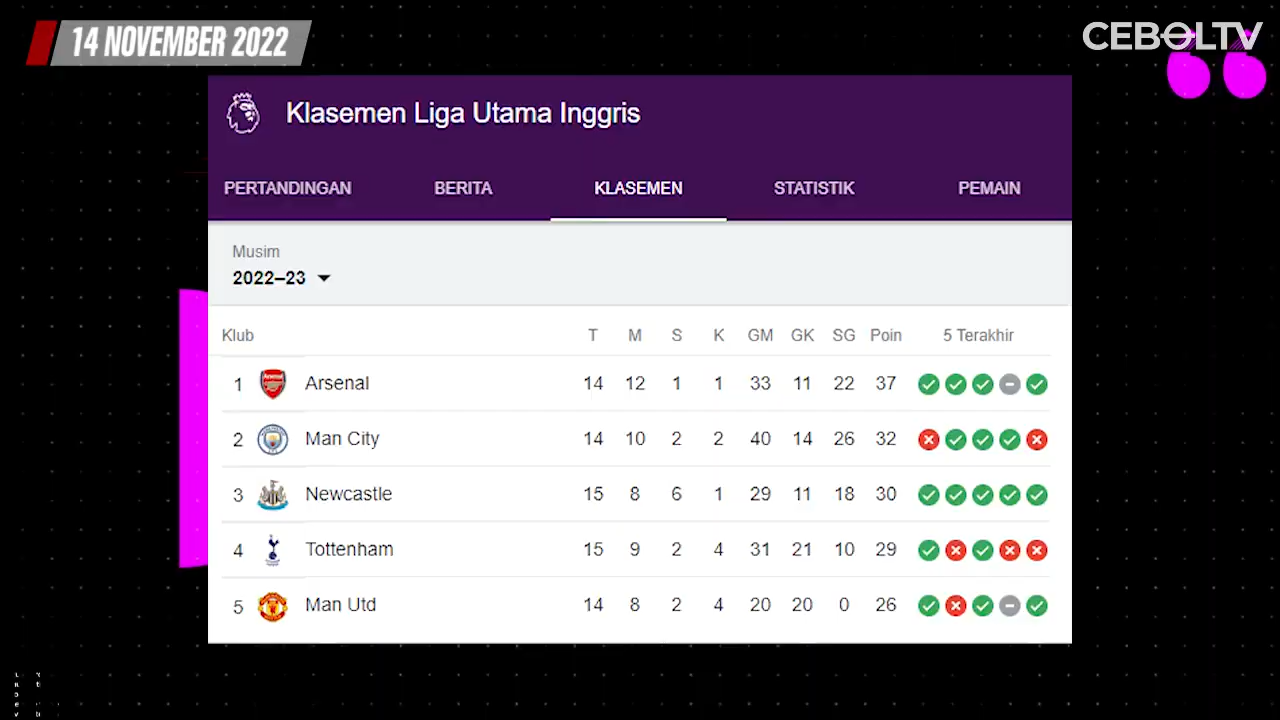 14 NOVEMBER 2022
CEBOLTV
Klasemen Liga Utama Inggris
PERTANDINGAN BERITA KLASEMEN STATISTIK PEMAIN
Musim
2022–23
Klub T M S K GM GK SG Poin 5 Terakhir
1 Arsenal 14 12 1 1 33 11 22 37
2 Man City 14 10 2 2 40 14 26 32
3 Newcastle 15 8 6 1 29 11 18 30
4 Tottenham 15 9 2 4 31 21 10 29
5 Man Utd 14 8 2 4 20 20 0 26